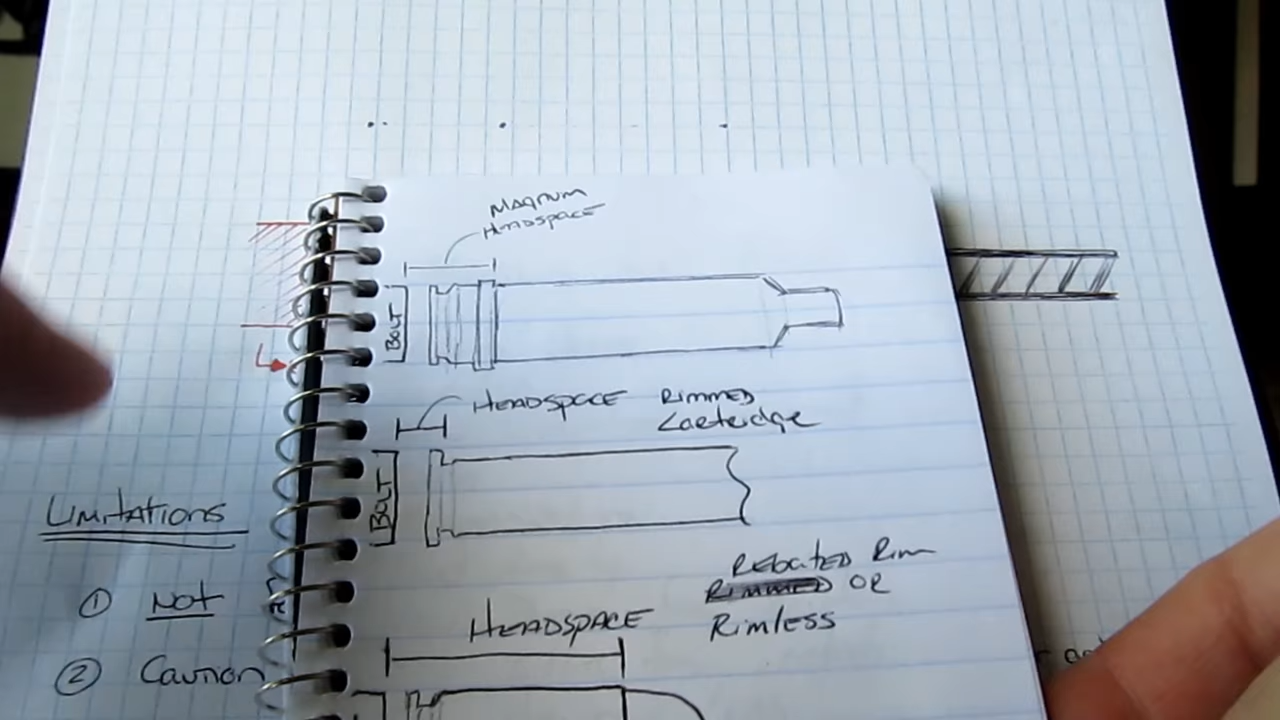 MAGNUM
HEADSPACE
BOLT
HEADSPACE RIMMED
Cartridge
BOLT
Limitations
REbated Rim
RIMMED OR
① Not
HEADSPACE
Rimless
② Caution